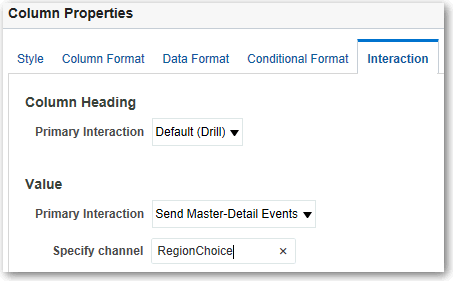 Column Properties
Style Column Format Data Format Conditional Format Interaction
Column Heading
Primary Interaction Default (Drill)
Value
Primary Interaction Send Master-Detail Events
Specify channel RegionChoice ×